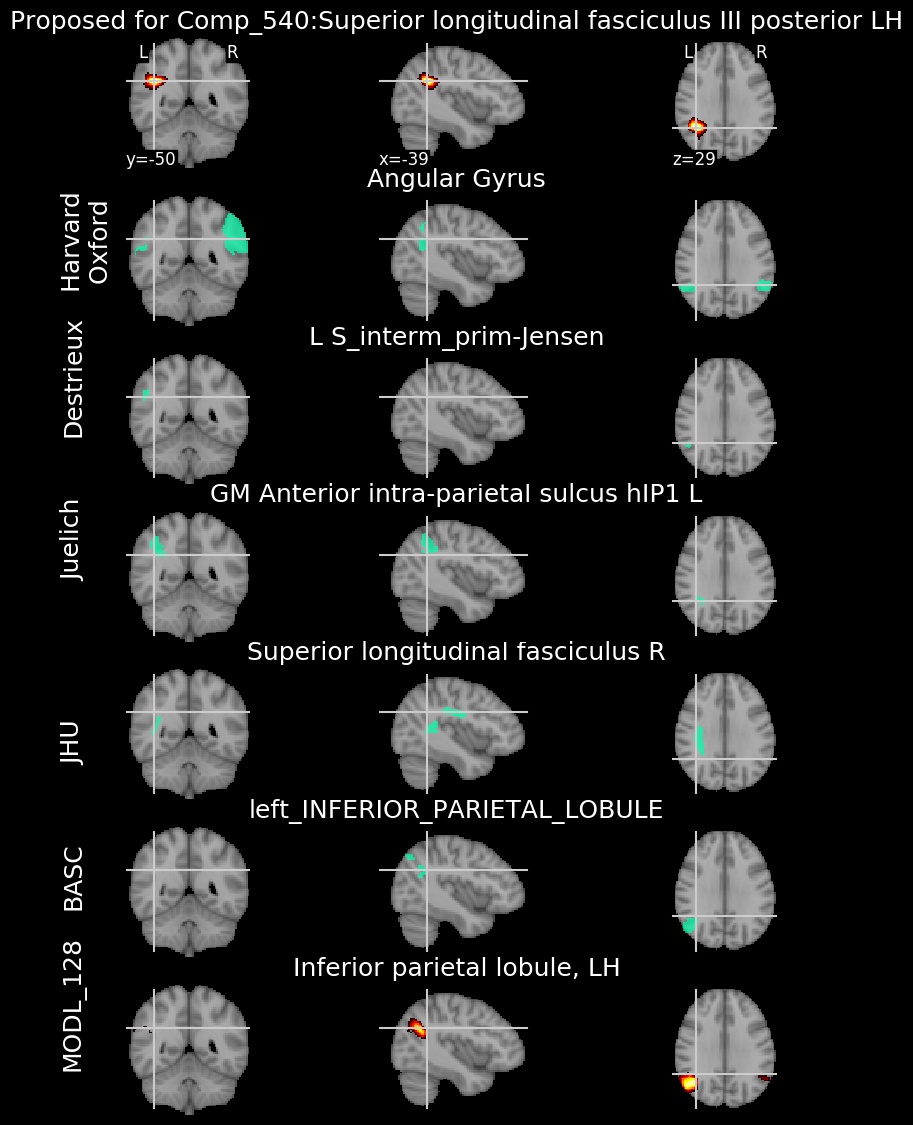 Proposed for Comp_540:Superior longitudinal fasciculus III posterior LH
L R L R
y=-50 x=-39 z=29
Angular Gyrus
Harvard
Oxford
L S_interm_prim-Jensen
Destrieux
GM Anterior intra-parietal sulcus hIP1 L
Juelich
Superior longitudinal fasciculus R
JHU
left_INFERIOR_PARIETAL_LOBULE
BASC
Inferior parietal lobule, LH
MODL_128